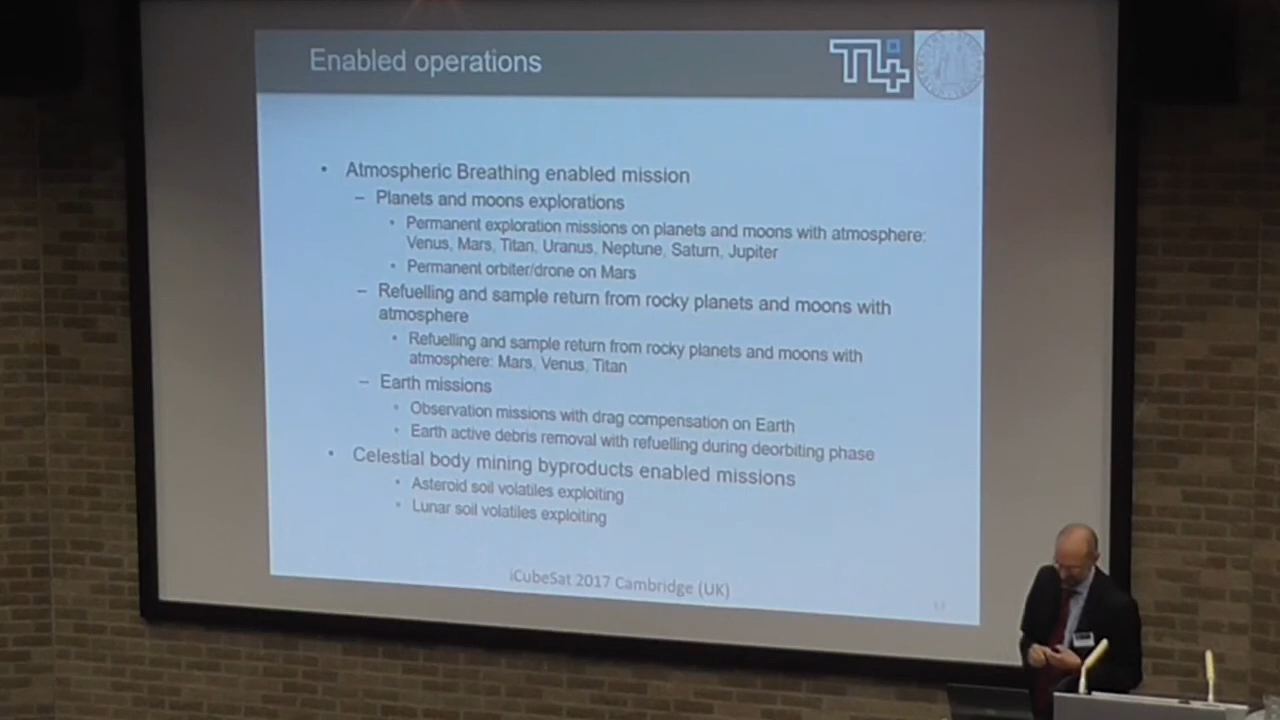 Enabled operations
T4i
• Atmospheric Breathing enabled mission
– Planets and moons explorations
• Permanent exploration missions on planets and moons with atmosphere:
Venus, Mars, Titan, Uranus, Neptune, Saturn, Jupiter
• Permanent orbiter/drone on Mars
– Refuelling and sample return from rocky planets and moons with
atmosphere
• Refuelling and sample return from rocky planets and moons with
atmosphere: Mars, Venus, Titan
– Earth missions
• Observation missions with drag compensation on Earth
• Earth active debris removal with refuelling during deorbiting phase
• Celestial body mining byproducts enabled missions
• Asteroid soil volatiles exploiting
• Lunar soil volatiles exploiting
iCubeSat 2017 Cambridge (UK)